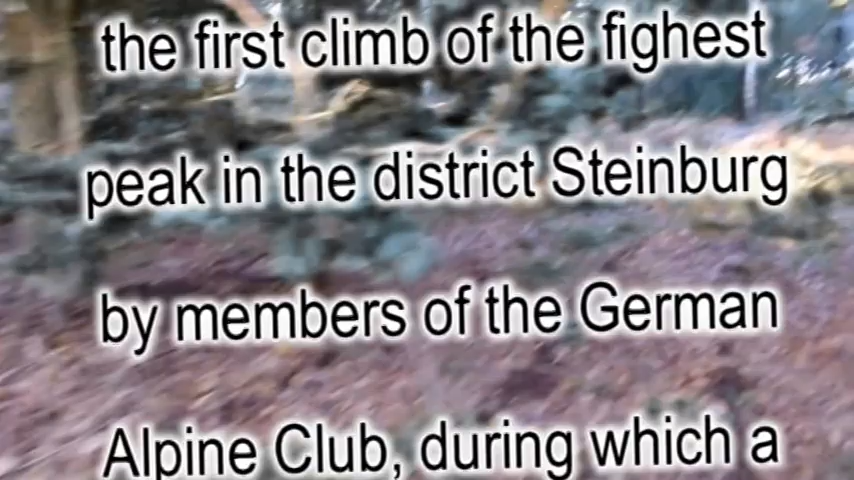 the first climb of the fighest
peak in the district Steinburg
by members of the German
Alpine Club, during which a